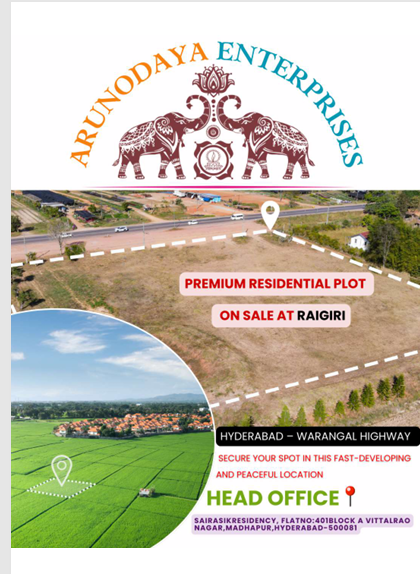 ARUNODAYA ENTERPRISES
PREMIUM RESIDENTIAL PLOT
ON SALE AT RAIGIRI
HYDERABAD – WARANGAL HIGHWAY
SECURE YOUR SPOT IN THIS FAST-DEVELOPING
AND PEACEFUL LOCATION
HEAD OFFICE
SAIRASIKRESIDENCY, FLATNO:401BLOCK A VITTALRAO
NAGAR,MADHAPUR,HYDERABAD-500081